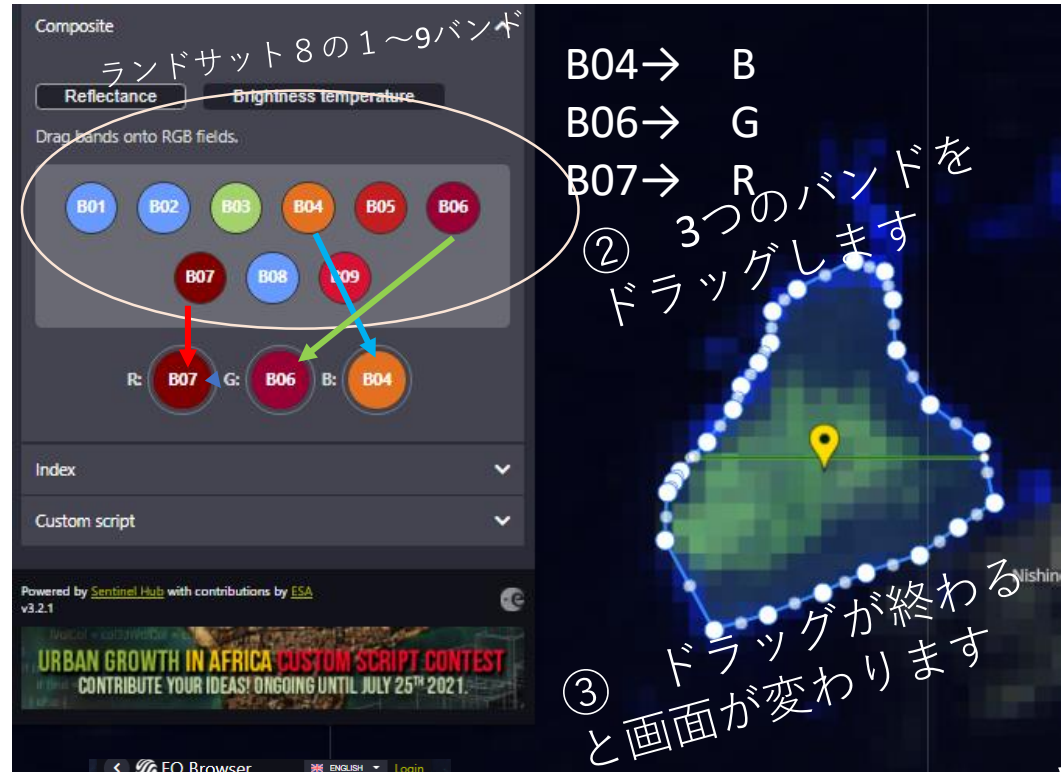 Composite
ランドサット８の１～9バンド
Reflectance
Brightness temperature
Drag bands onto RGB fields.
B01 B02 B03 B04 B05 B06
B07 B08 B09
R: B07 G: B06 B: B04
Index
Custom script
Powered by Sentinel Hub with contributions by ESA
v3.2.1
URBAN GROWTH IN AFRICA CUSTOM SCRIPT CONTEST
CONTRIBUTE YOUR IDEAS! ONGOING UNTIL JULY 25TH 2021.
EO Browser
ENGLISH
Login
B04→ B
B06→ G
B07→ R
② 3つのバンドを
ドラッグします
③ ドラッグが終わる
と画面が変わります